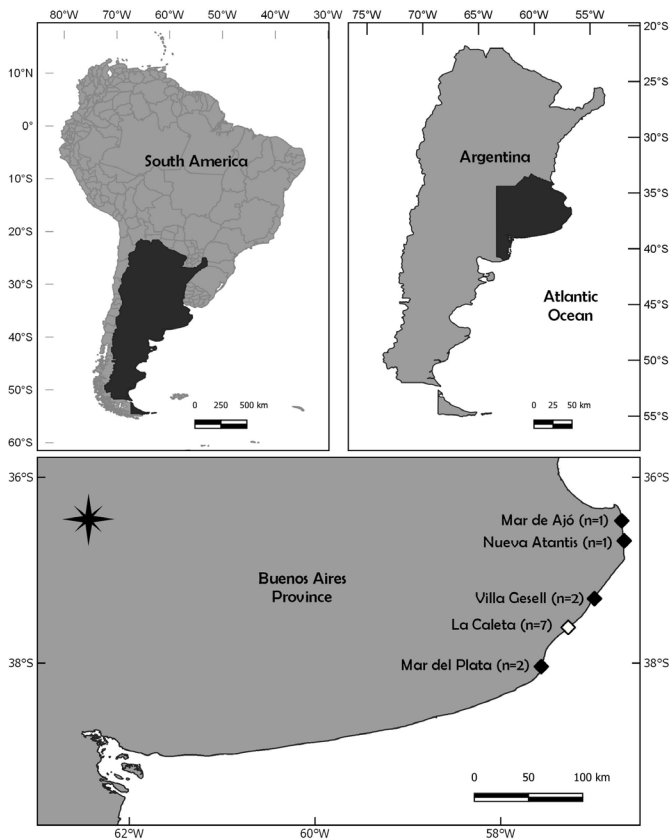 80°W 70°W 60°W 50°W 40°W 30°W
10°N
0°
10°S
20°S
30°S
40°S
50°S
60°S
South America
0 250 500 km
75°W 70°W 65°W 60°W 55°W
20°S
25°S
30°S
35°S
40°S
45°S
50°S
55°S
Argentina
Atlantic
Ocean
0 25 50 km
36°S
38°S
36°S
38°S
Buenos Aires
Province
Mar de Ajó (n=1)
Nueva Atantis (n=1)
Villa Gesell (n=2)
La Caleta (n=7)
Mar del Plata (n=2)
0 50 100 km
62°W 60°W 58°W